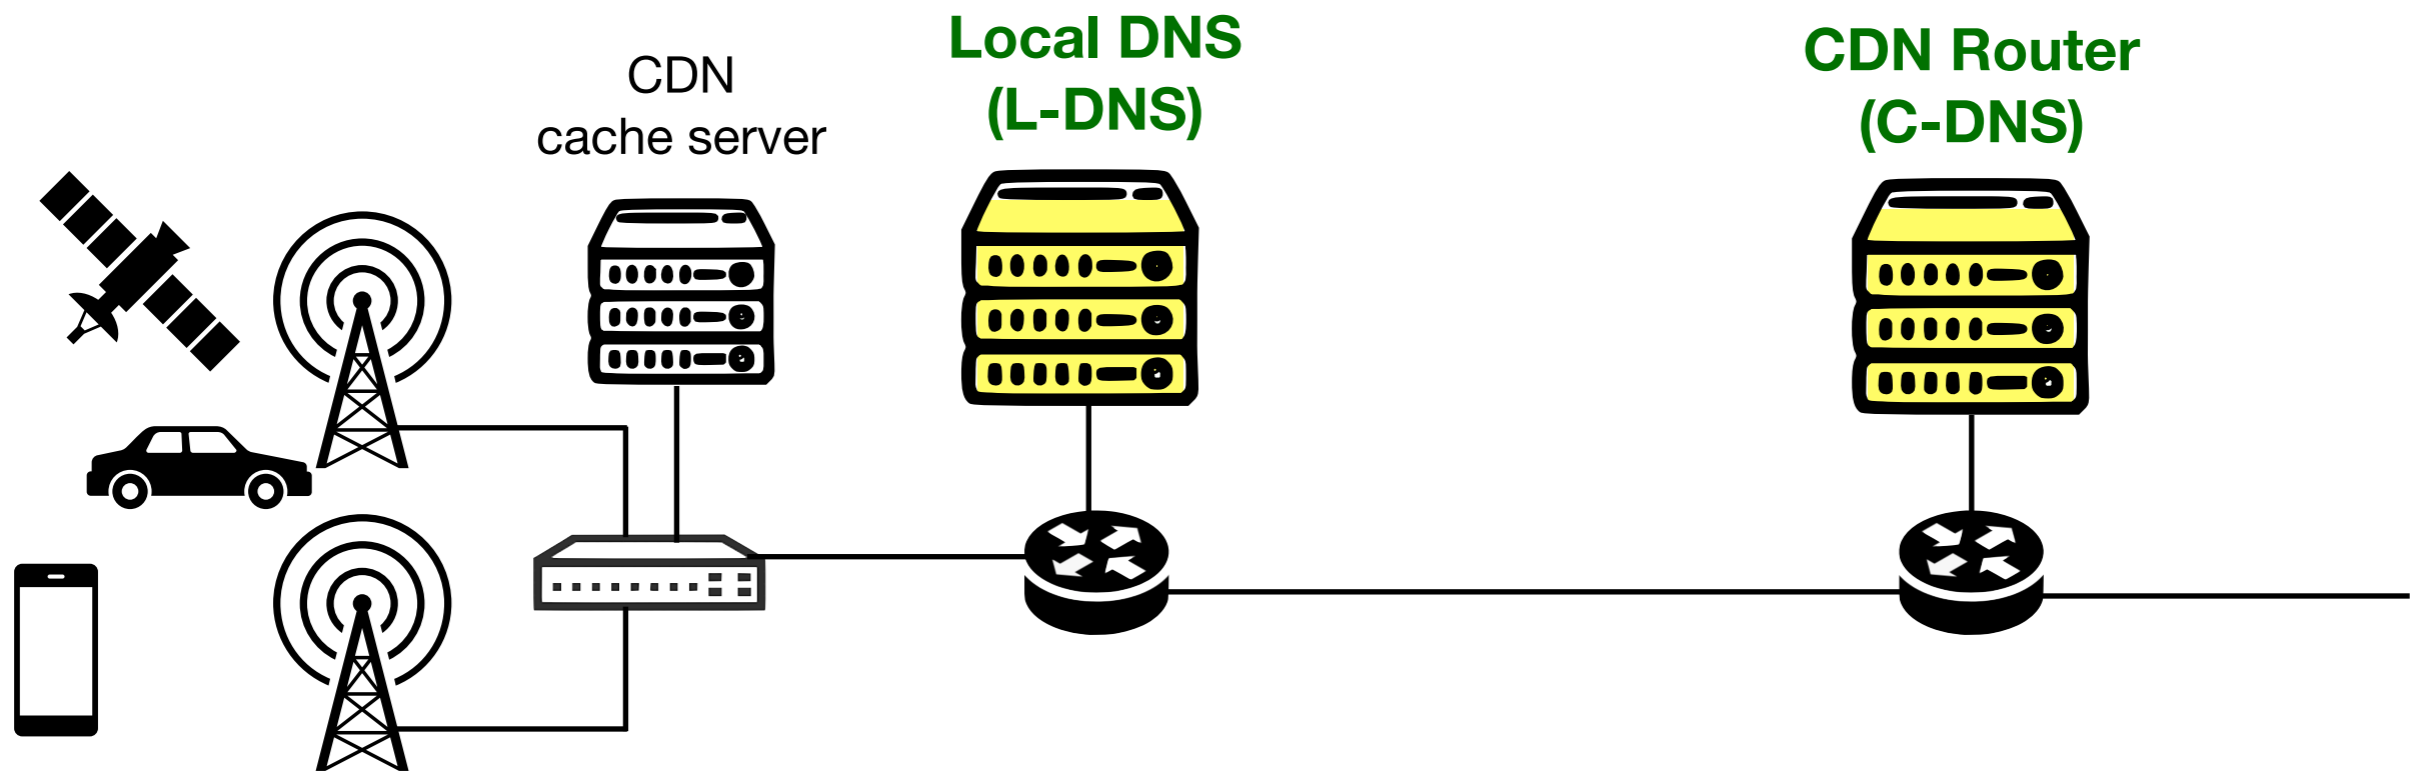 CDN
cache server
Local DNS
(L-DNS)
CDN Router
(C-DNS)